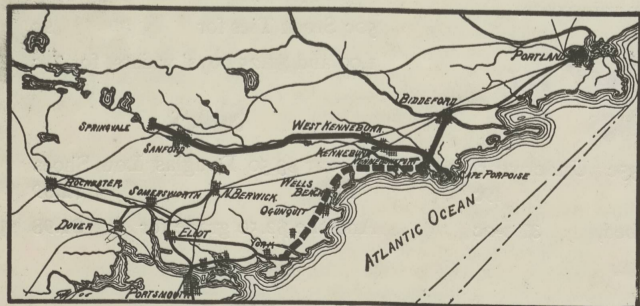 PORTLAND
BIDDEFORD
SPRINGVALE
SANFORD
WEST KENNEBUNK
KENNEBUNK
KENNEBUNKPORT
CAPE PORPOISE
ROCHESTER
SOMERSWORTH
N. BERWICK
WELLS BEACH
OGUNQUIT
DOVER
ELIOT
YORK
PORTSMOUTH
ATLANTIC OCEAN